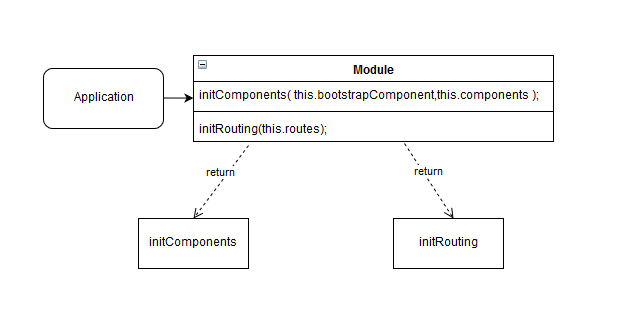 Module
Application
initComponents( this.bootstrapComponent,this.components );
initRouting(this.routes);
return
return
initComponents
initRouting